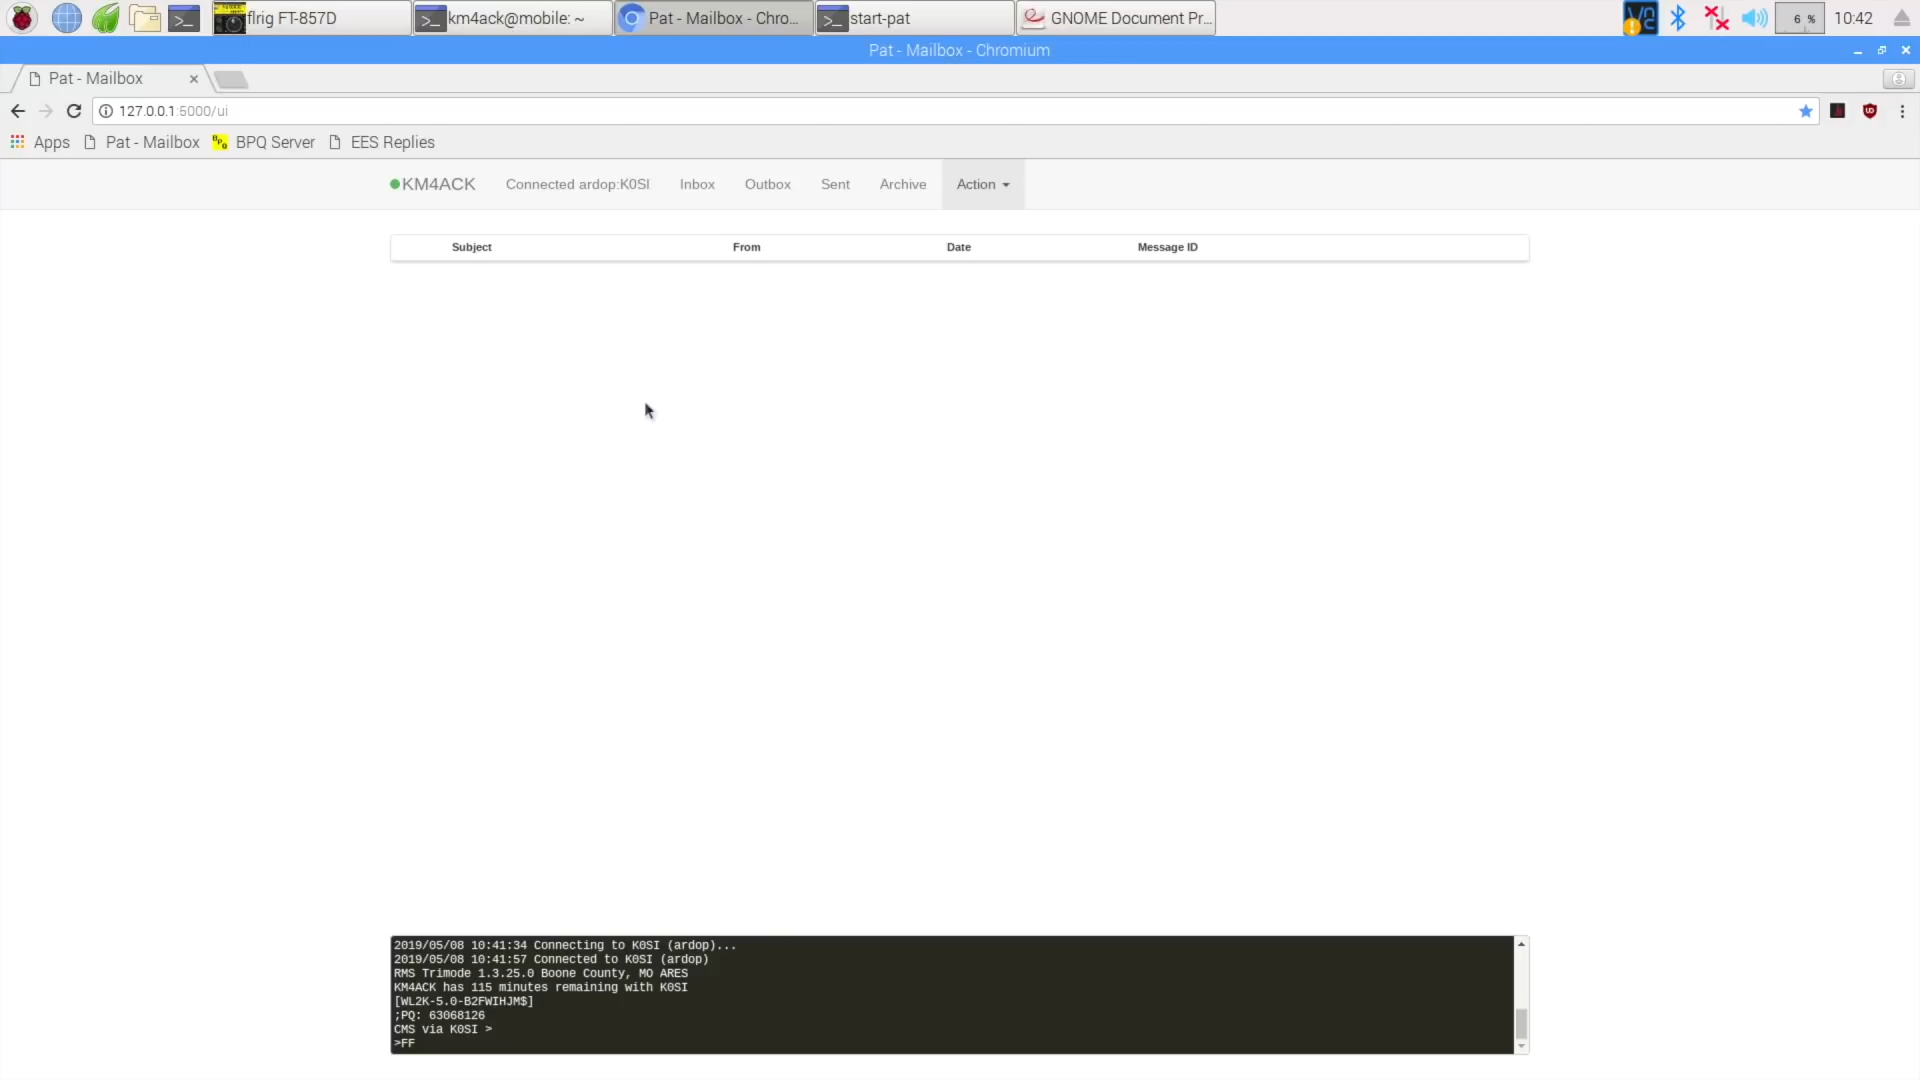 flrig FT-857D
km4ack@mobile: ~
Pat - Mailbox - Chro...
start-pat
GNOME Document Pr...
6 %
10:42
Pat - Mailbox - Chromium
Pat - Mailbox
127.0.0.1:5000/ui
Apps
Pat - Mailbox
BPQ Server
EES Replies
KM4ACK
Connected ardop:K0SI
Inbox
Outbox
Sent
Archive
Action
Subject
From
Date
Message ID
2019/05/08 10:41:34 Connecting to K0SI (ardop)...
2019/05/08 10:41:57 Connected to K0SI (ardop)
RMS Trimode 1.3.25.0 Boone County, MO ARES
KM4ACK has 115 minutes remaining with K0SI
[WL2K-5.0-B2FWIHJM$]
;PQ: 63068126
CMS via K0SI >
>FF